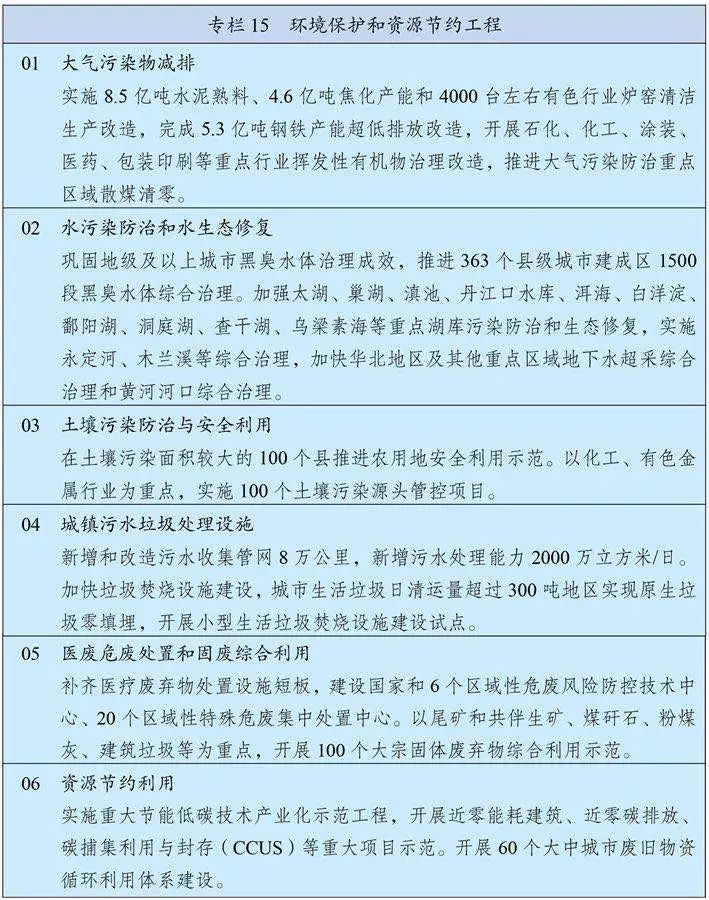 专栏 15 环境保护和资源节约工程
01 大气污染物减排
实施 8.5 亿吨水泥熟料、4.6 亿吨焦化产能和 4000 台左右有色行业炉窑清洁
生产改造，完成 5.3 亿吨钢铁产能超低排放改造，开展石化、化工、涂装、
医药、包装印刷等重点行业挥发性有机物治理改造，推进大气污染防治重点
区域散煤清零。
02 水污染防治和水生态修复
巩固地级及以上城市黑臭水体治理成效，推进 363 个县级城市建成区 1500
段黑臭水体综合治理。加强太湖、巢湖、滇池、丹江口水库、洱海、白洋淀、
鄱阳湖、洞庭湖、查干湖、乌梁素海等重点湖库污染防治和生态修复，实施
永定河、木兰溪等综合治理，加快华北地区及其他重点区域地下水超采综合
治理和黄河河口综合治理。
03 土壤污染防治与安全利用
在土壤污染面积较大的 100 个县推进农用地安全利用示范。以化工、有色金
属行业为重点，实施 100 个土壤污染源头管控项目。
04 城镇污水垃圾处理设施
新增和改造污水收集管网 8 万公里，新增污水处理能力 2000 万立方米/日。
加快垃圾焚烧设施建设，城市生活垃圾日清运量超过 300 吨地区实现原生垃
圾零填埋，开展小型生活垃圾焚烧设施建设试点。
05 医废危废处置和固废综合利用
补齐医疗废弃物处置设施短板，建设国家和 6 个区域性危废风险防控技术中
心、20 个区域性特殊危废集中处置中心。以尾矿和共伴生矿、煤矸石、粉煤
灰、建筑垃圾等为重点，开展 100 个大宗固体废弃物综合利用示范。
06 资源节约利用
实施重大节能低碳技术产业化示范工程，开展近零能耗建筑、近零碳排放、
碳捕集利用与封存（CCUS）等重大项目示范。开展 60 个大中城市废旧物资
循环利用体系建设。